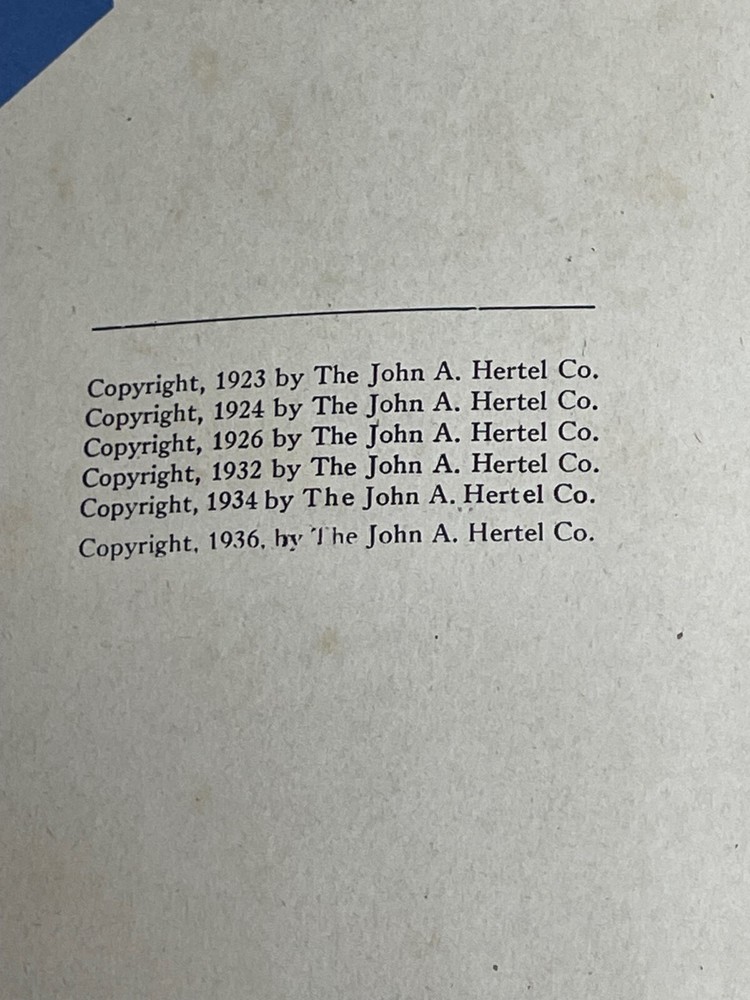 Copyright, 1923 by The John A. Hertel Co.
Copyright, 1924 by The John A. Hertel Co.
Copyright, 1926 by The John A. Hertel Co.
Copyright, 1932 by The John A. Hertel Co.
Copyright, 1934 by The John A. Hertel Co.
Copyright, 1936, by The John A. Hertel Co.